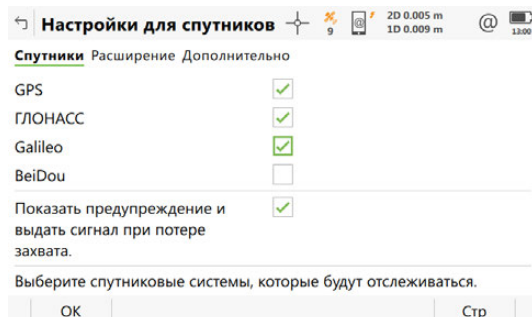 Настройки для спутников
9
@
2D 0.005 m
1D 0.009 m
@
13:00
Спутники Расширение Дополнительно
GPS
ГЛОНАСС
Galileo
BeiDou
Показать предупреждение и
выдать сигнал при потере
захвата.
Выберите спутниковые системы, которые будут отслеживаться.
OK
Стр